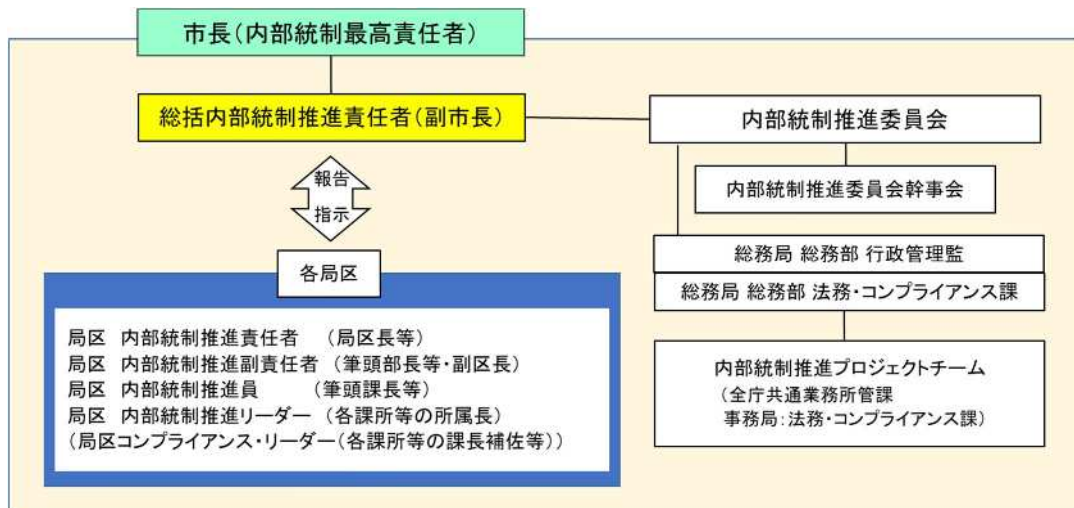 市長(内部統制最高責任者)
総括内部統制推進責任者(副市長)
内部統制推進委員会
内部統制推進委員会幹事会
報告
指示
総務局 総務部 行政管理監
総務局 総務部 法務・コンプライアンス課
各局区
局区 内部統制推進責任者 (局区長等)
局区 内部統制推進副責任者 (筆頭部長等・副区長)
局区 内部統制推進員 (筆頭課長等)
局区 内部統制推進リーダー (各課所等の所属長)
(局区コンプライアンス・リーダー(各課所等の課長補佐等))
内部統制推進プロジェクトチーム
(全庁共通業務所管課
事務局:法務・コンプライアンス課)